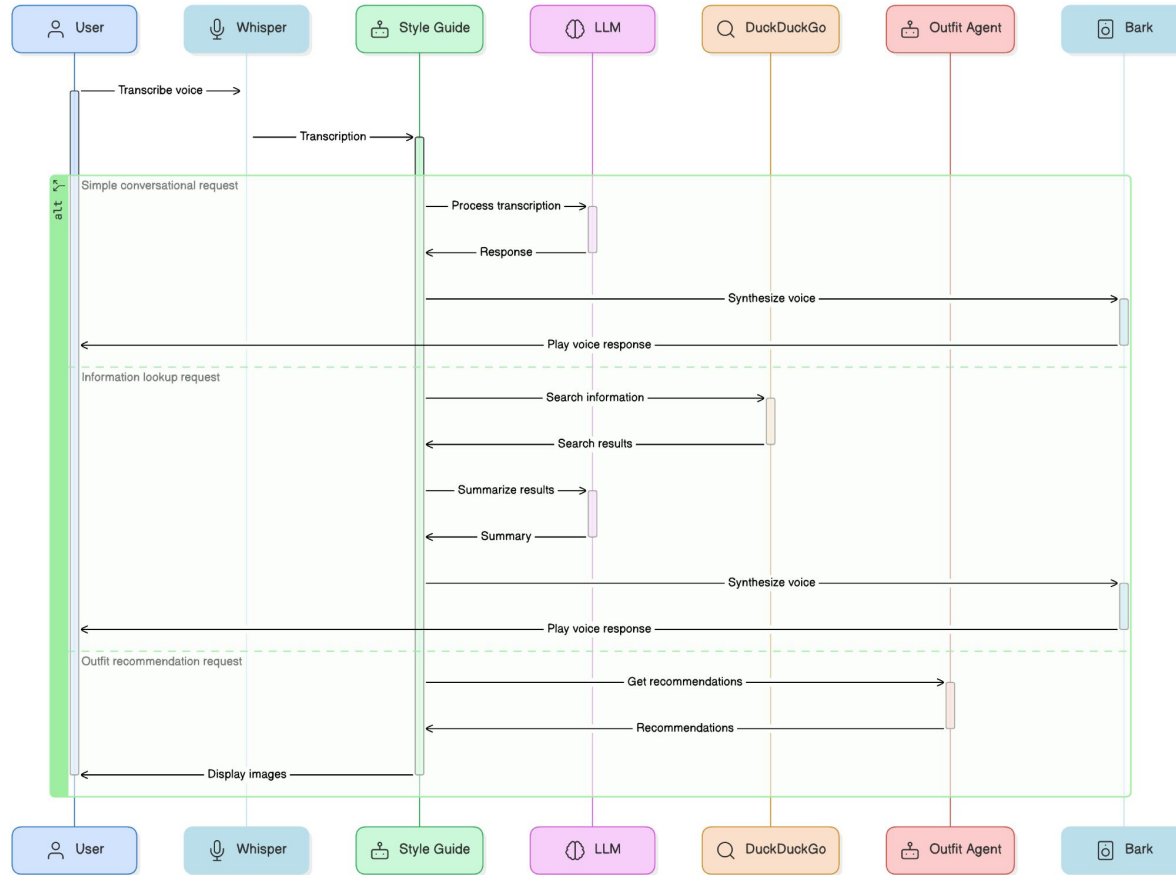 User
Whisper
Style Guide
LLM
DuckDuckGo
Outfit Agent
Bark
Transcribe voice
Transcription
alt
Simple conversational request
Process transcription
Response
Synthesize voice
Play voice response
Information lookup request
Search information
Search results
Summarize results
Summary
Synthesize voice
Play voice response
Outfit recommendation request
Get recommendations
Recommendations
Display images
User
Whisper
Style Guide
LLM
DuckDuckGo
Outfit Agent
Bark